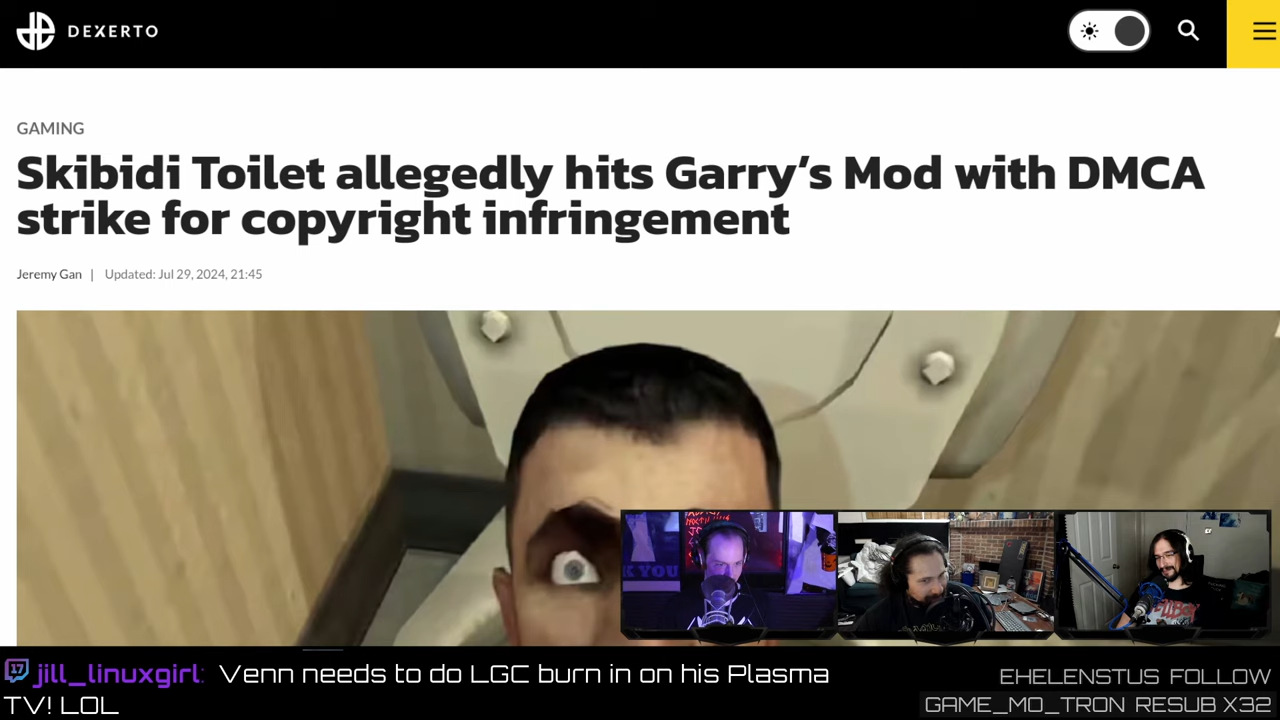 DEXERTO
GAMING
Skibidi Toilet allegedly hits Garry's Mod with DMCA
strike for copyright infringement
Jeremy Gan | Updated: Jul 29, 2024, 21:45
K YOU
17 jill_linuxgirl: Venn needs to do LGC burn in on his Plasma
TV! LOL
EHELENSTUS FOLLOW
GAME_MO_TRON RESUB X32